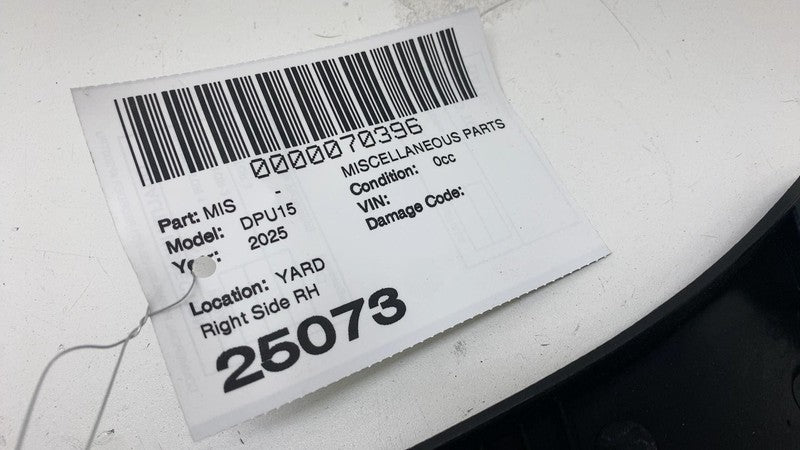 0000070396
Part: MIS - MISCELLANEOUS PARTS
Model: DPU15 Condition: 0cc
Year: 2025 VIN:
Damage Code:
Location: YARD
Right Side RH
25073